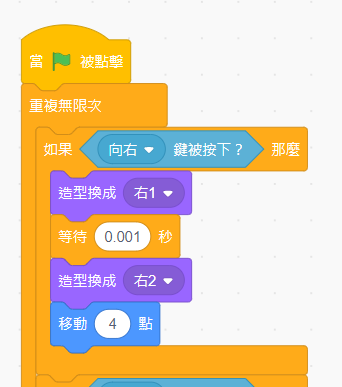 當 被點擊
重複無限次
如果 向右 鍵被按下？ 那麼
造型換成 右1
等待 0.001 秒
造型換成 右2
移動 4 點